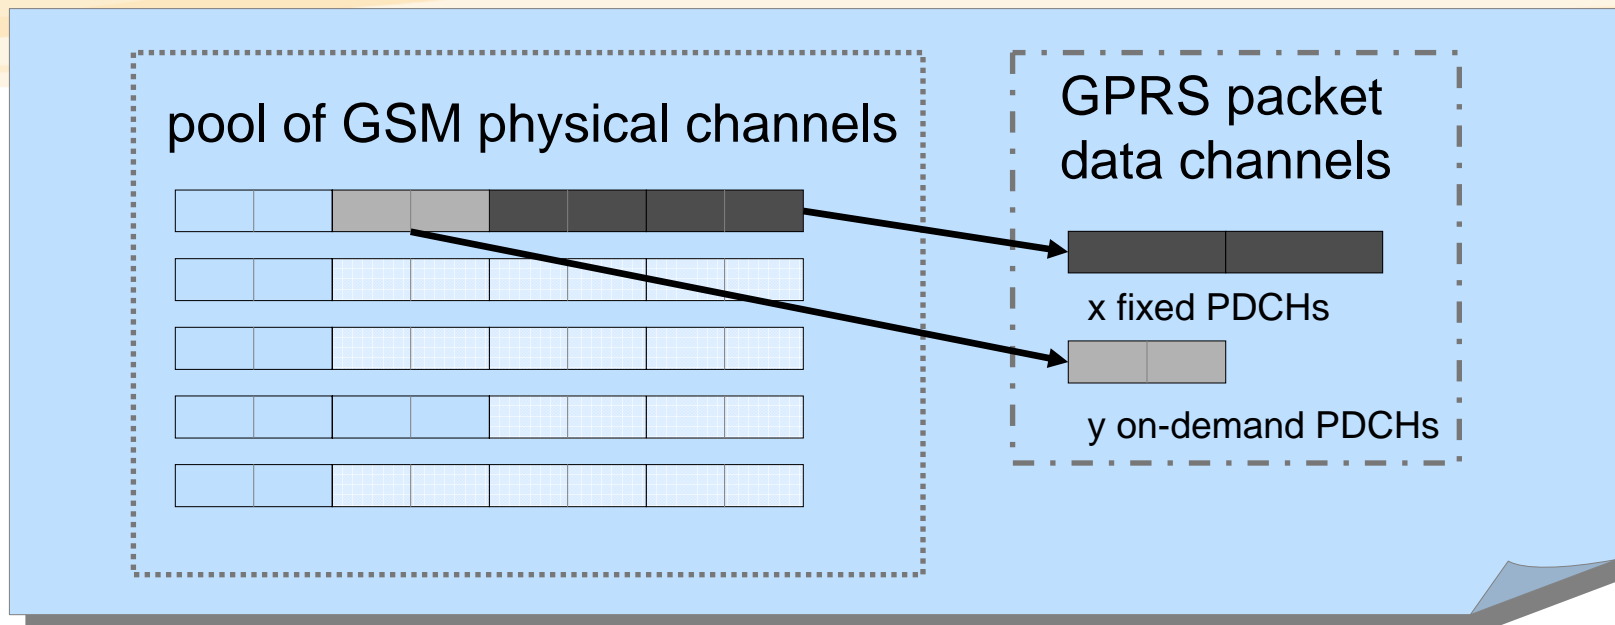 pool of GSM physical channels
GPRS packet
data channels
x fixed PDCHs
y on-demand PDCHs